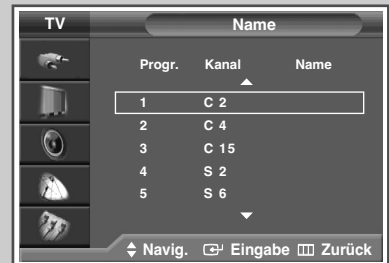 TV Name
Progr. Kanal Name
1 C 2
2 C 4
3 C 15
4 S 2
5 S 6
Navig. Eingabe Zurück